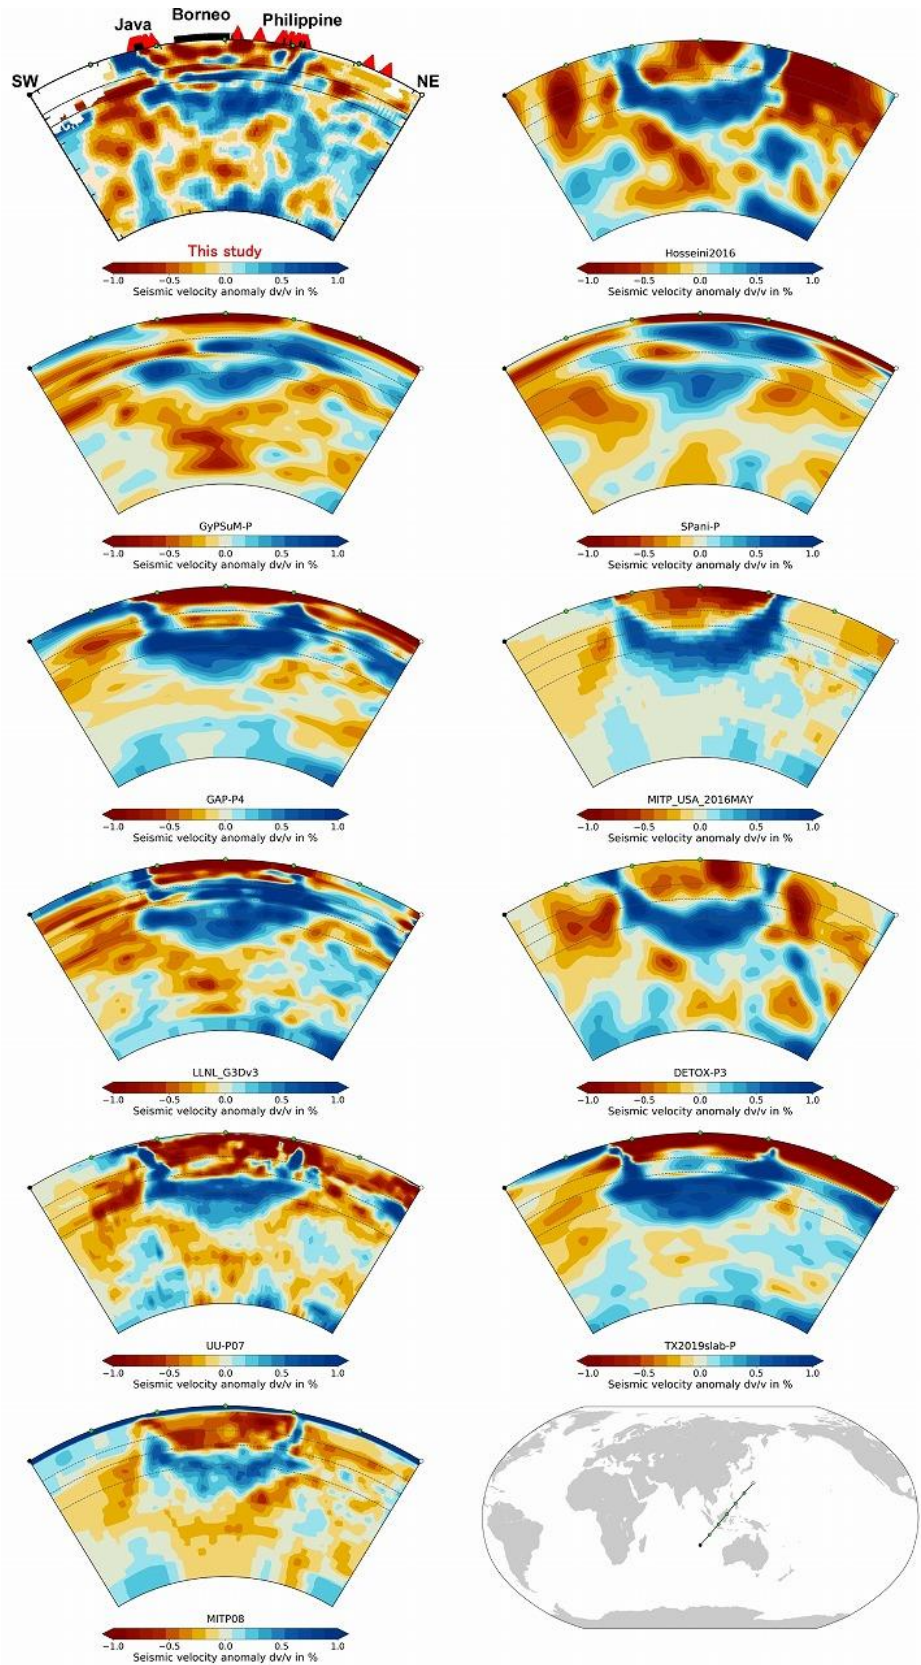 Java Borneo Philippine
SW NE
This study
−1.0 −0.5 0.0 0.5 1.0
Seismic velocity anomaly dv/v in %
Hosseini2016
−1.0 −0.5 0.0 0.5 1.0
Seismic velocity anomaly dv/v in %
GyPSuM-P
−1.0 −0.5 0.0 0.5 1.0
Seismic velocity anomaly dv/v in %
SPani-P
−1.0 −0.5 0.0 0.5 1.0
Seismic velocity anomaly dv/v in %
GAP-P4
−1.0 −0.5 0.0 0.5 1.0
Seismic velocity anomaly dv/v in %
MITP_USA_2016MAY
−1.0 −0.5 0.0 0.5 1.0
Seismic velocity anomaly dv/v in %
LLNL_G3Dv3
−1.0 −0.5 0.0 0.5 1.0
Seismic velocity anomaly dv/v in %
DETOX-P3
−1.0 −0.5 0.0 0.5 1.0
Seismic velocity anomaly dv/v in %
UU-P07
−1.0 −0.5 0.0 0.5 1.0
Seismic velocity anomaly dv/v in %
TX2019slab-P
−1.0 −0.5 0.0 0.5 1.0
Seismic velocity anomaly dv/v in %
MITP08
−1.0 −0.5 0.0 0.5 1.0
Seismic velocity anomaly dv/v in %